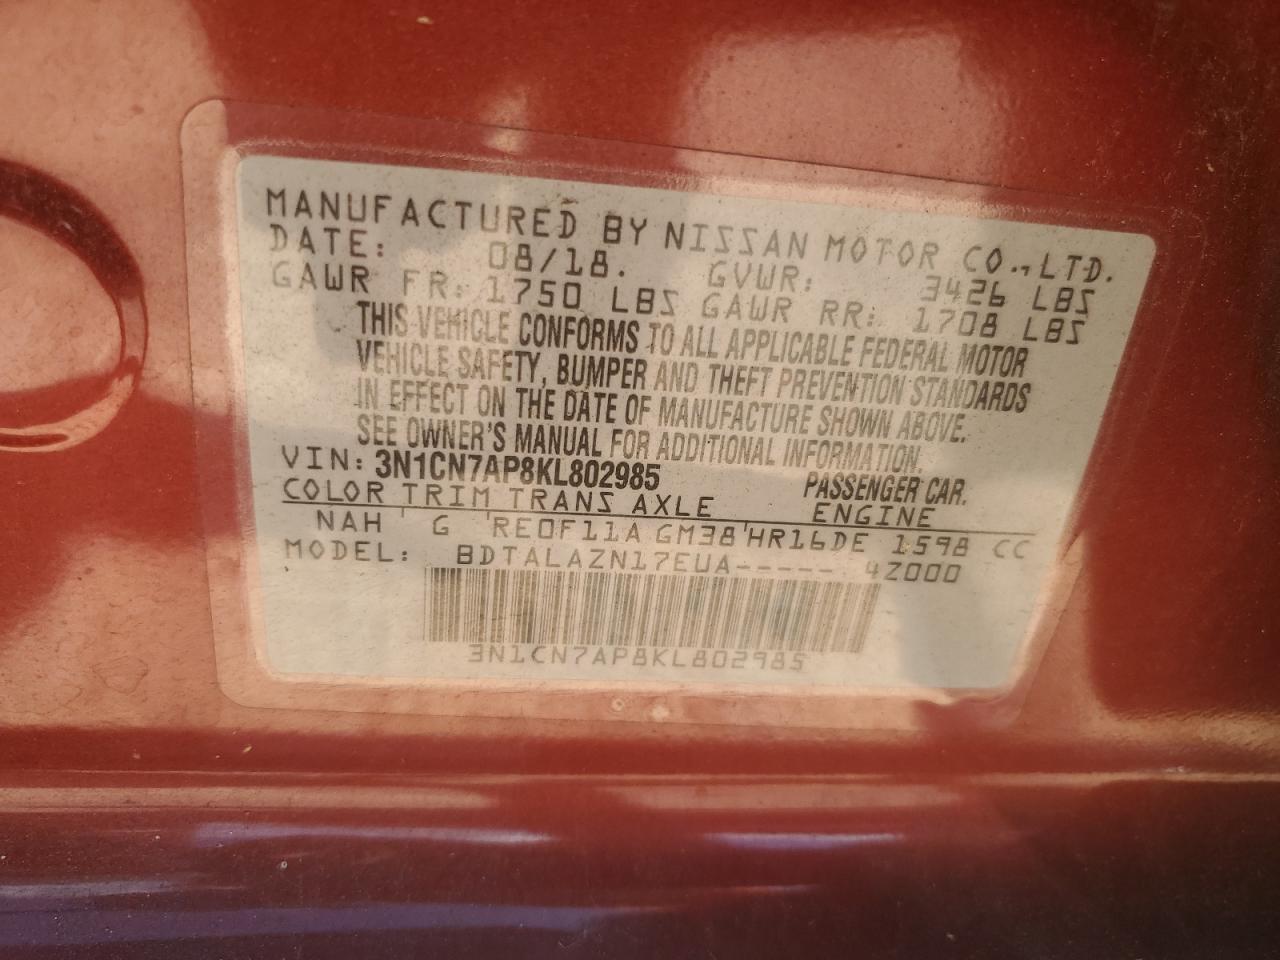 MANUFACTURED BY NISSAN MOTOR CO., LTD.
DATE: 08/18. GVWR: 3426 LBS
GAWR FR: 1750 LBS GAWR RR: 1708 LBS
THIS VEHICLE CONFORMS TO ALL APPLICABLE FEDERAL MOTOR
VEHICLE SAFETY, BUMPER AND THEFT PREVENTION STANDARDS
IN EFFECT ON THE DATE OF MANUFACTURE SHOWN ABOVE.
SEE OWNER'S MANUAL FOR ADDITIONAL INFORMATION.
VIN: 3N1CN7AP8KL802985 PASSENGER CAR.
COLOR TRIM TRANS AXLE ENGINE
NAH ' G 'RE0F11A GM38'HR16DE 1598 CC
MODEL: BDTALAZN17EUA----- 4Z000
3N1CN7AP8KL802985